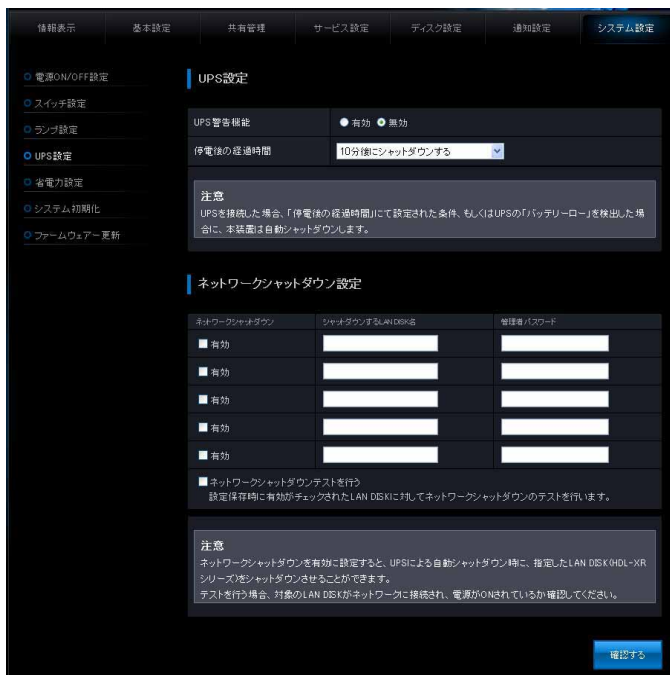 情報表示
基本設定
共有管理
サービス設定
ディスク設定
通知設定
システム設定
電源ON/OFF設定
スイッチ設定
ランプ設定
UPS設定
省電力設定
システム初期化
ファームウェアー更新
UPS設定
UPS警告機能
有効 無効
停電後の経過時間
10分後にシャットダウンする
注意
UPSを接続した場合、「停電後の経過時間」にて設定された条件、もしくはUPSの「バッテリーロー」を検出した場
合に、本装置は自動シャットダウンします。
ネットワークシャットダウン設定
ネットワークシャットダウン
シャットダウンするLAN DISK名
管理者パスワード
有効
有効
有効
有効
有効
ネットワークシャットダウンテストを行う
設定保存時に有効がチェックされたLAN DISKに対してネットワークシャットダウンのテストを行います。
注意
ネットワークシャットダウンを有効に設定すると、UPSによる自動シャットダウン時に、指定したLAN DISK(HDL-XR
シリーズ)をシャットダウンさせることができます。
テストを行う場合、対象のLAN DISKがネットワークに接続され、電源がONされているか確認してください。
確認する